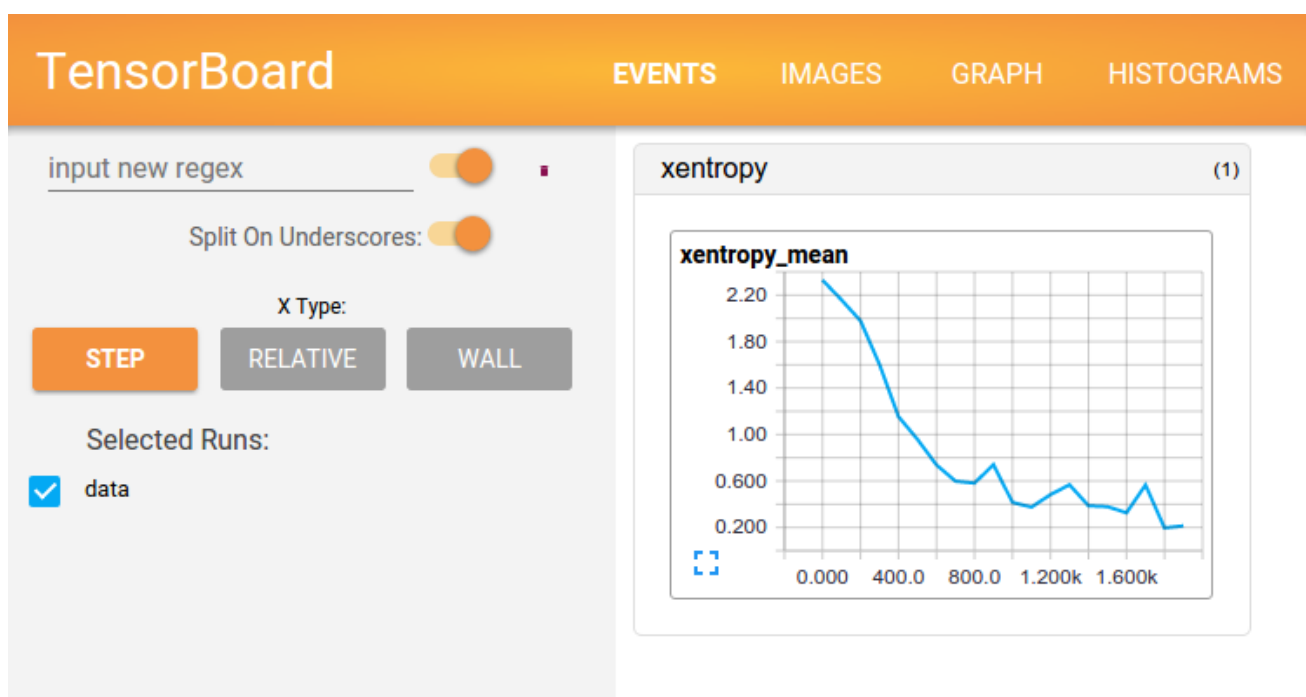 TensorBoard
EVENTS IMAGES GRAPH HISTOGRAMS
input new regex
Split On Underscores:
X Type:
STEP RELATIVE WALL
Selected Runs:
data
xentropy (1)
xentropy_mean
2.20
1.80
1.40
1.00
0.600
0.200
0.000 400.0 800.0 1.200k 1.600k